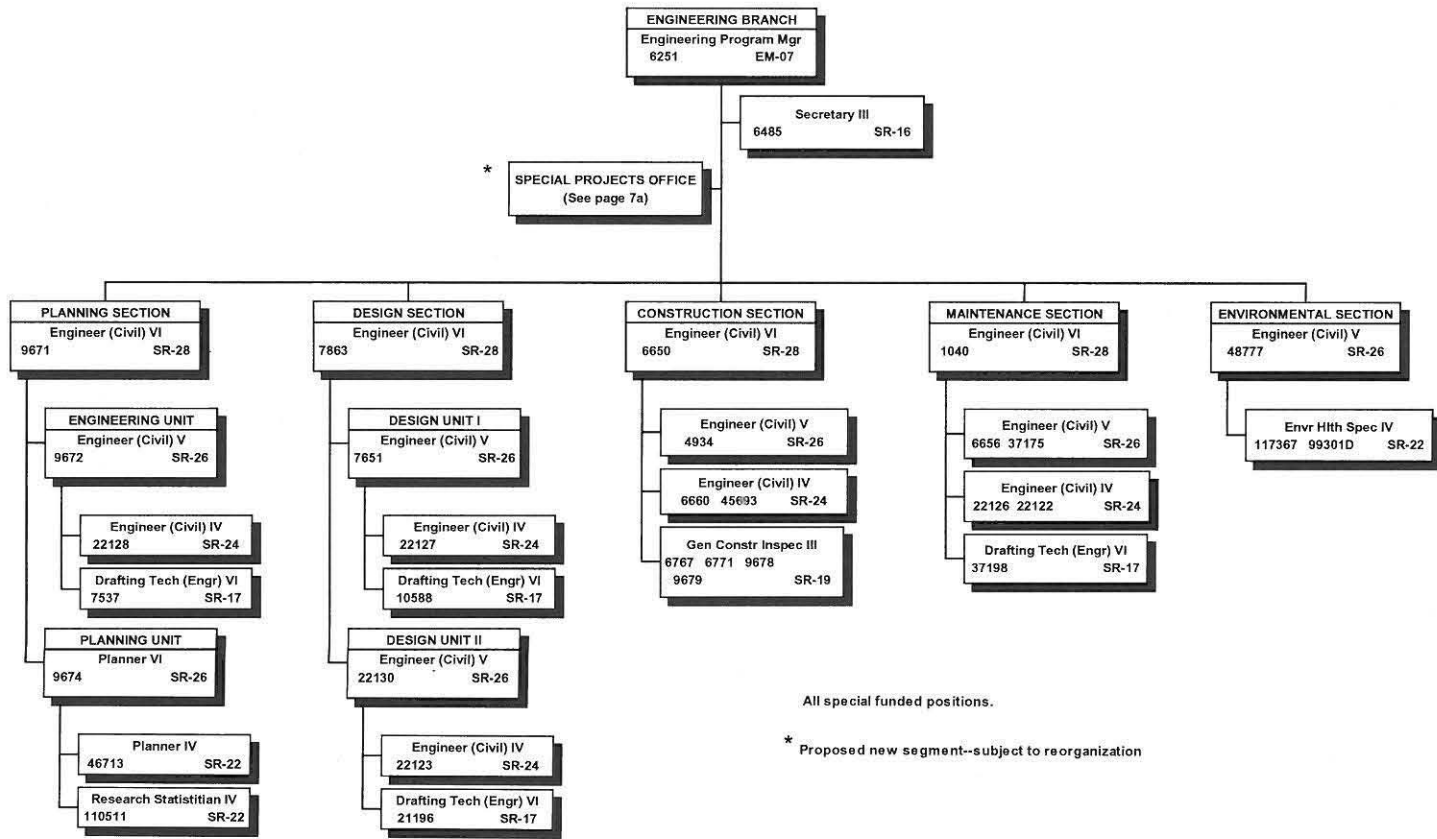 ENGINEERING BRANCH
Engineering Program Mgr
6251 EM-07
Secretary III
6485 SR-16
*
SPECIAL PROJECTS OFFICE
(See page 7a)
PLANNING SECTION
Engineer (Civil) VI
9671 SR-28
ENGINEERING UNIT
Engineer (Civil) V
9672 SR-26
Engineer (Civil) IV
22128 SR-24
Drafting Tech (Engr) VI
7537 SR-17
PLANNING UNIT
Planner VI
9674 SR-26
Planner IV
46713 SR-22
Research Statistitian IV
110511 SR-22
DESIGN SECTION
Engineer (Civil) VI
7863 SR-28
DESIGN UNIT I
Engineer (Civil) V
7651 SR-26
Engineer (Civil) IV
22127 SR-24
Drafting Tech (Engr) VI
10588 SR-17
DESIGN UNIT II
Engineer (Civil) V
22130 SR-26
Engineer (Civil) IV
22123 SR-24
Drafting Tech (Engr) VI
21196 SR-17
CONSTRUCTION SECTION
Engineer (Civil) VI
6650 SR-28
Engineer (Civil) V
4934 SR-26
Engineer (Civil) IV
6660 45693 SR-24
Gen Constr Inspec III
6767 6771 9678
9679 SR-19
MAINTENANCE SECTION
Engineer (Civil) VI
1040 SR-28
Engineer (Civil) V
6656 37175 SR-26
Engineer (Civil) IV
22126 22122 SR-24
Drafting Tech (Engr) VI
37198 SR-17
ENVIRONMENTAL SECTION
Engineer (Civil) V
48777 SR-26
Envr Hlth Spec IV
117367 99301D SR-22
All special funded positions.
* Proposed new segment--subject to reorganization